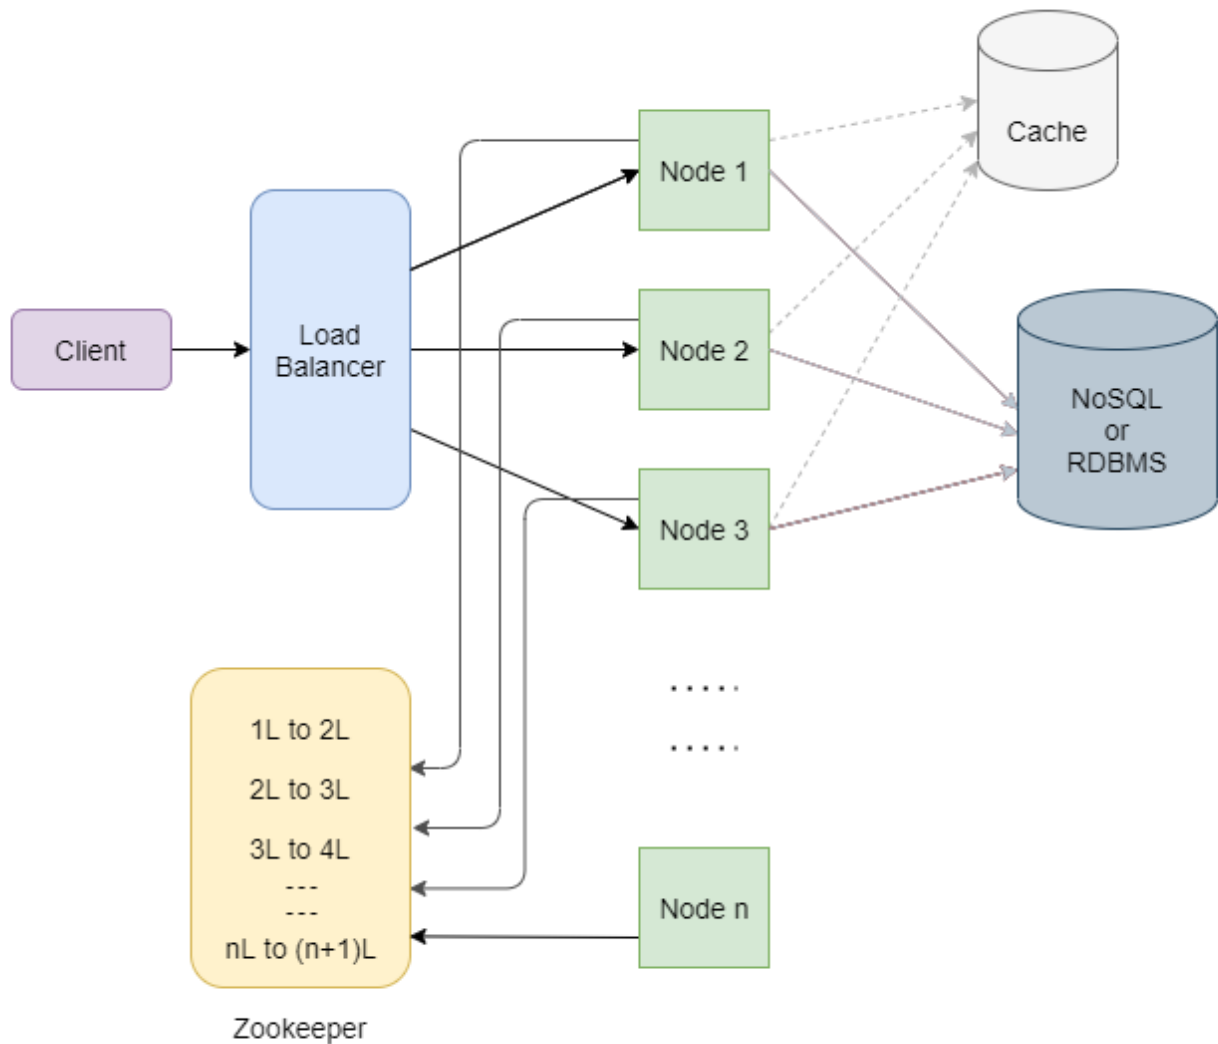 Cache
Node 1
Client
Load
Balancer
Node 2
NoSQL
or
RDBMS
Node 3
.....
.....
1L to 2L
2L to 3L
3L to 4L
---
---
nL to (n+1)L
Node n
Zookeeper